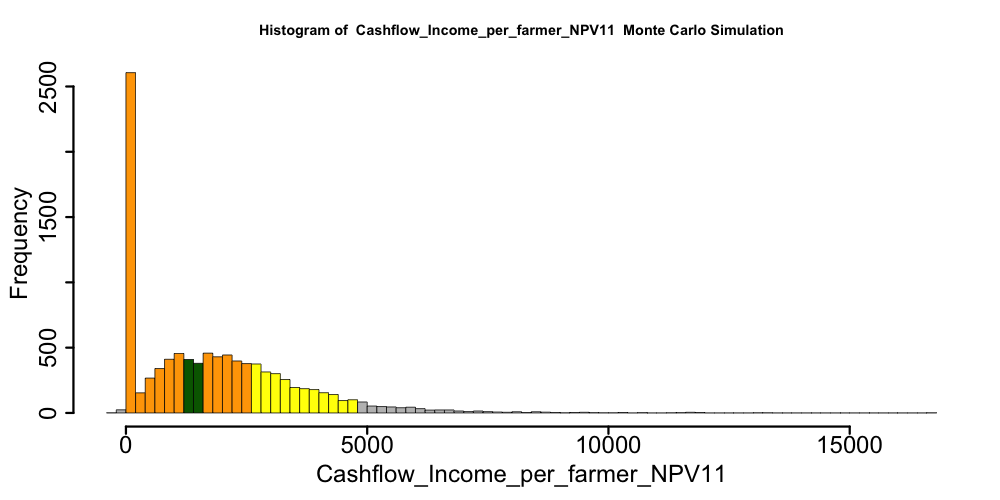 Histogram of  Cashflow_Income_per_farmer_NPV11  Monte Carlo Simulation
Frequency
2500
1500
500
0
0 5000 10000 15000
Cashflow_Income_per_farmer_NPV11